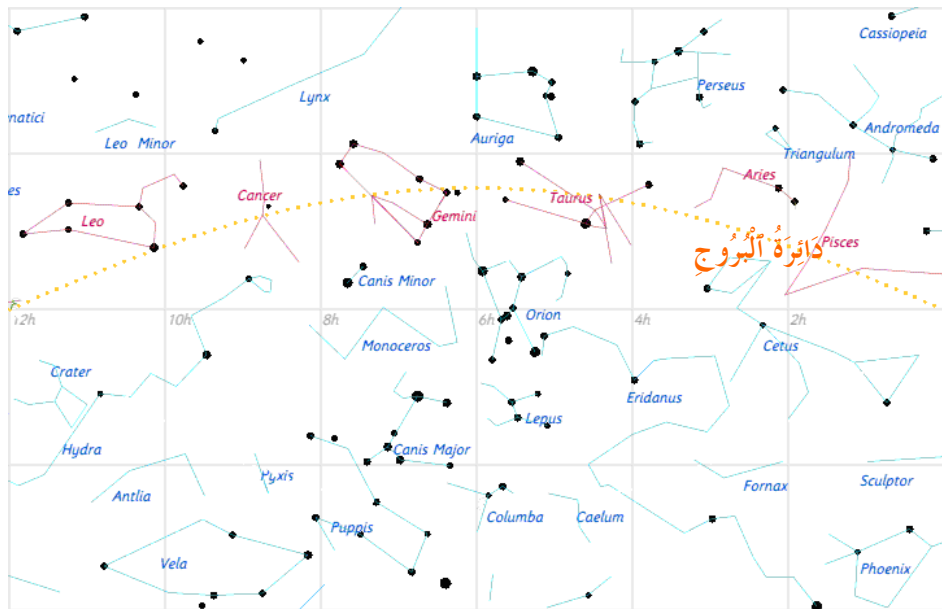 Cassiopeia
Perseus
Lynx
Auriga
Andromeda
natici
Leo Minor
Triangulum
Aries
es
Cancer
Taurus
Leo
Gemini
Pisces
دَائِرَةُ ٱلْبُرُوجِ
Canis Minor
Orion
12h
10h
8h
6h
4h
2h
Monoceros
Cetus
Crater
Eridanus
Lepus
Hydra
Canis Major
Pyxis
Fornax
Sculptor
Antlia
Columba
Caelum
Puppis
Vela
Phoenix